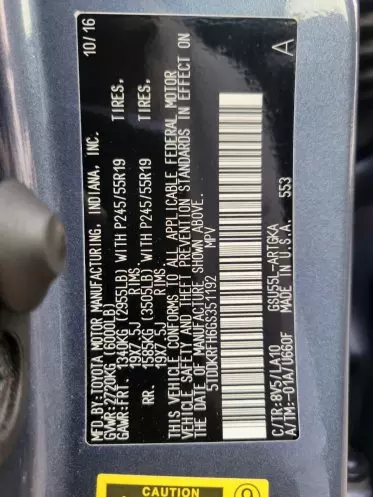 10/16
MFD. BY: TOYOTA MOTOR MANUFACTURING, INDIANA, INC.
GVWR: 2720KG (6000LB)
GAWR: FRT. 1340KG (2955LB) WITH P245/55R19 TIRES,
19X7.5J RIMS.
RR. 1585KG (3505LB) WITH P245/55R19 TIRES,
19X7.5J RIMS.
THIS VEHICLE CONFORMS TO ALL APPLICABLE FEDERAL MOTOR
VEHICLE SAFETY AND THEFT PREVENTION STANDARDS IN EFFECT ON
THE DATE OF MANUFACTURE SHOWN ABOVE.
MPV
A
C/TR: 8V5/LA10
A/TM: -01A/U660F
GSU55L-ARTGKA
MADE IN U.S.A.
553
CAUTION